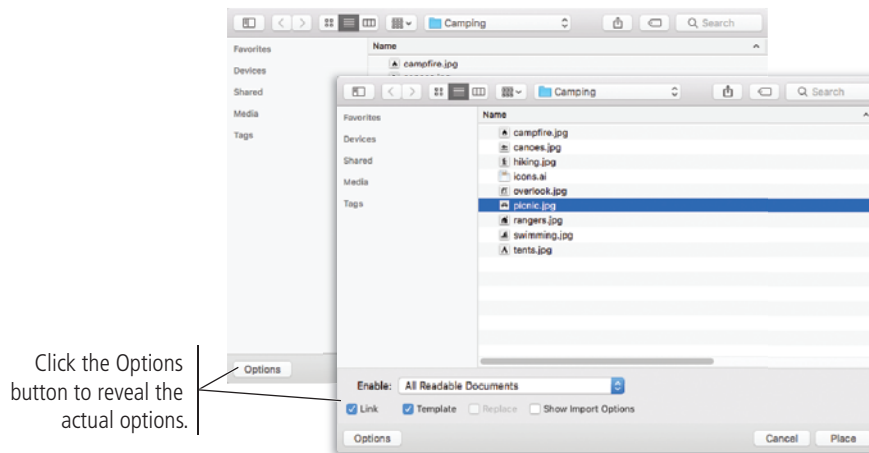 Camping
Search
Favorites
Devices
Shared
Media
Tags
Name
campfire.jpg
Options
Camping
Search
Favorites
Devices
Shared
Media
Tags
Name
campfire.jpg
canoes.jpg
hiking.jpg
icons.ai
overlook.jpg
picnic.jpg
rangers.jpg
swimming.jpg
tents.jpg
Enable: All Readable Documents
Link Template Replace Show Import Options
Options Cancel Place
Click the Options
button to reveal the
actual options.